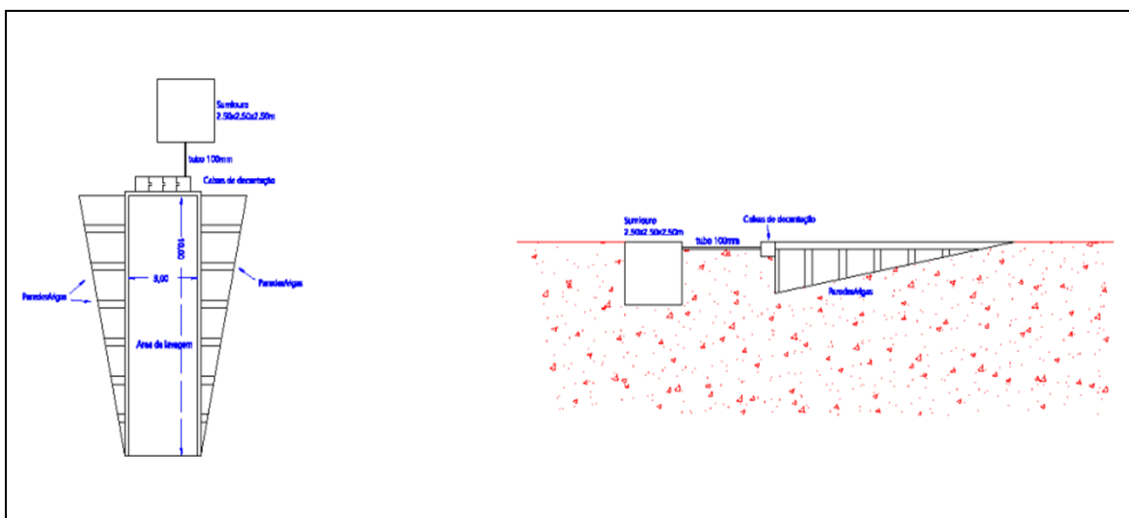 Sumidouro
2.50x2.50x2.50m
tubo 100mm
Caixas de decantação
10,00
5,00
Paredes/vigas
Paredes/vigas
Área de lavagem
Sumidouro
2.50x2.50x2.50m
Caixas de decantação
tubo 100mm
Paredes/vigas